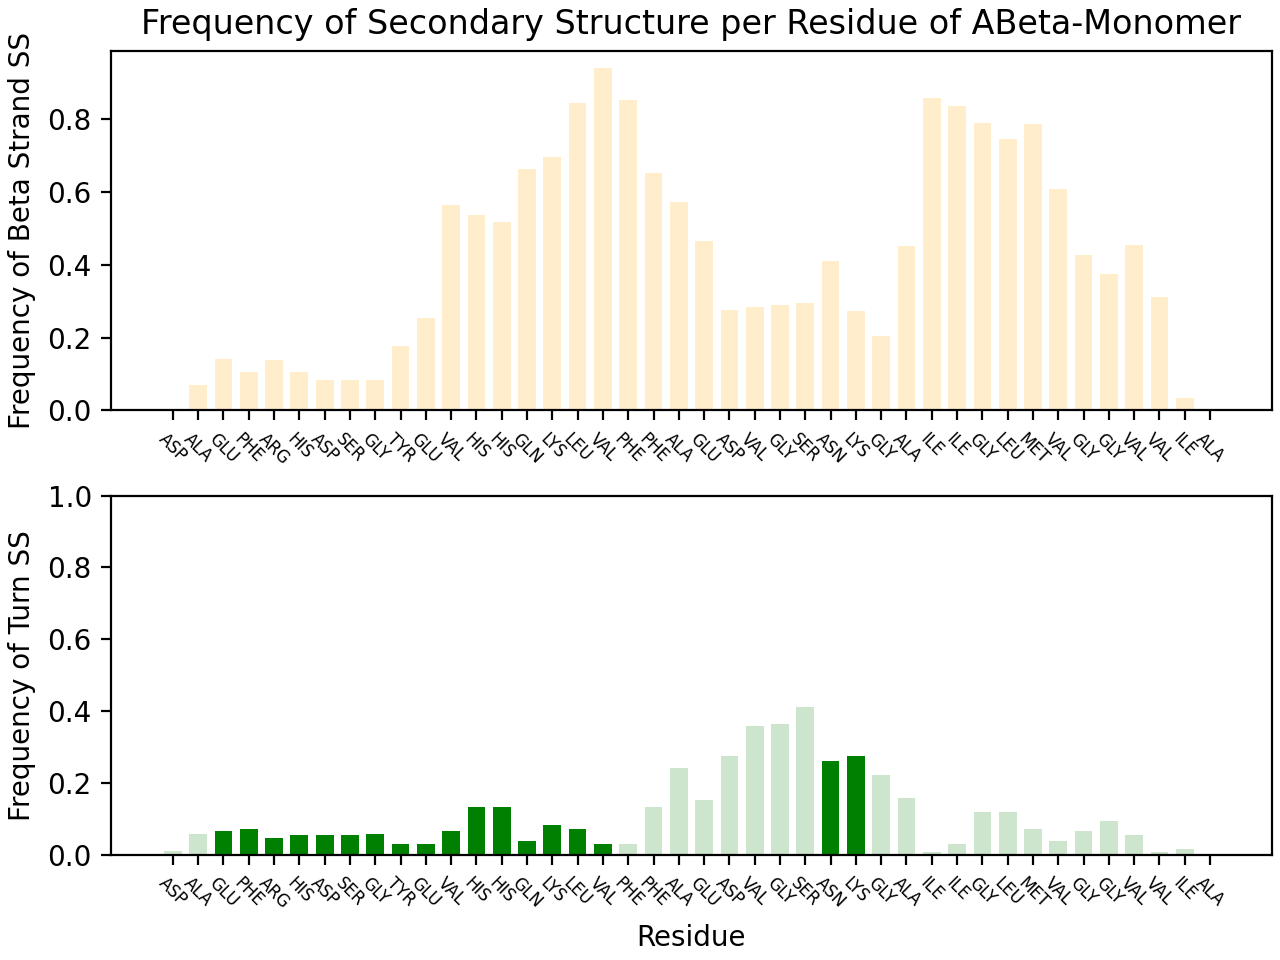 Frequency of Secondary Structure per Residue of ABeta-Monomer
Frequency of Beta Strand SS
0.8
0.6
0.4
0.2
0.0
ASP ALA GLU PHE ARG HIS ASP SER GLY TYR GLU VAL HIS HIS GLN LYS LEU VAL PHE PHE ALA GLU ASP VAL GLY SER ASN LYS GLY ALA ILE ILE GLY LEU MET VAL GLY GLY VAL VAL ILE ALA
Frequency of Turn SS
1.0
0.8
0.6
0.4
0.2
0.0
ASP ALA GLU PHE ARG HIS ASP SER GLY TYR GLU VAL HIS HIS GLN LYS LEU VAL PHE PHE ALA GLU ASP VAL GLY SER ASN LYS GLY ALA ILE ILE GLY LEU MET VAL GLY GLY VAL VAL ILE ALA
Residue